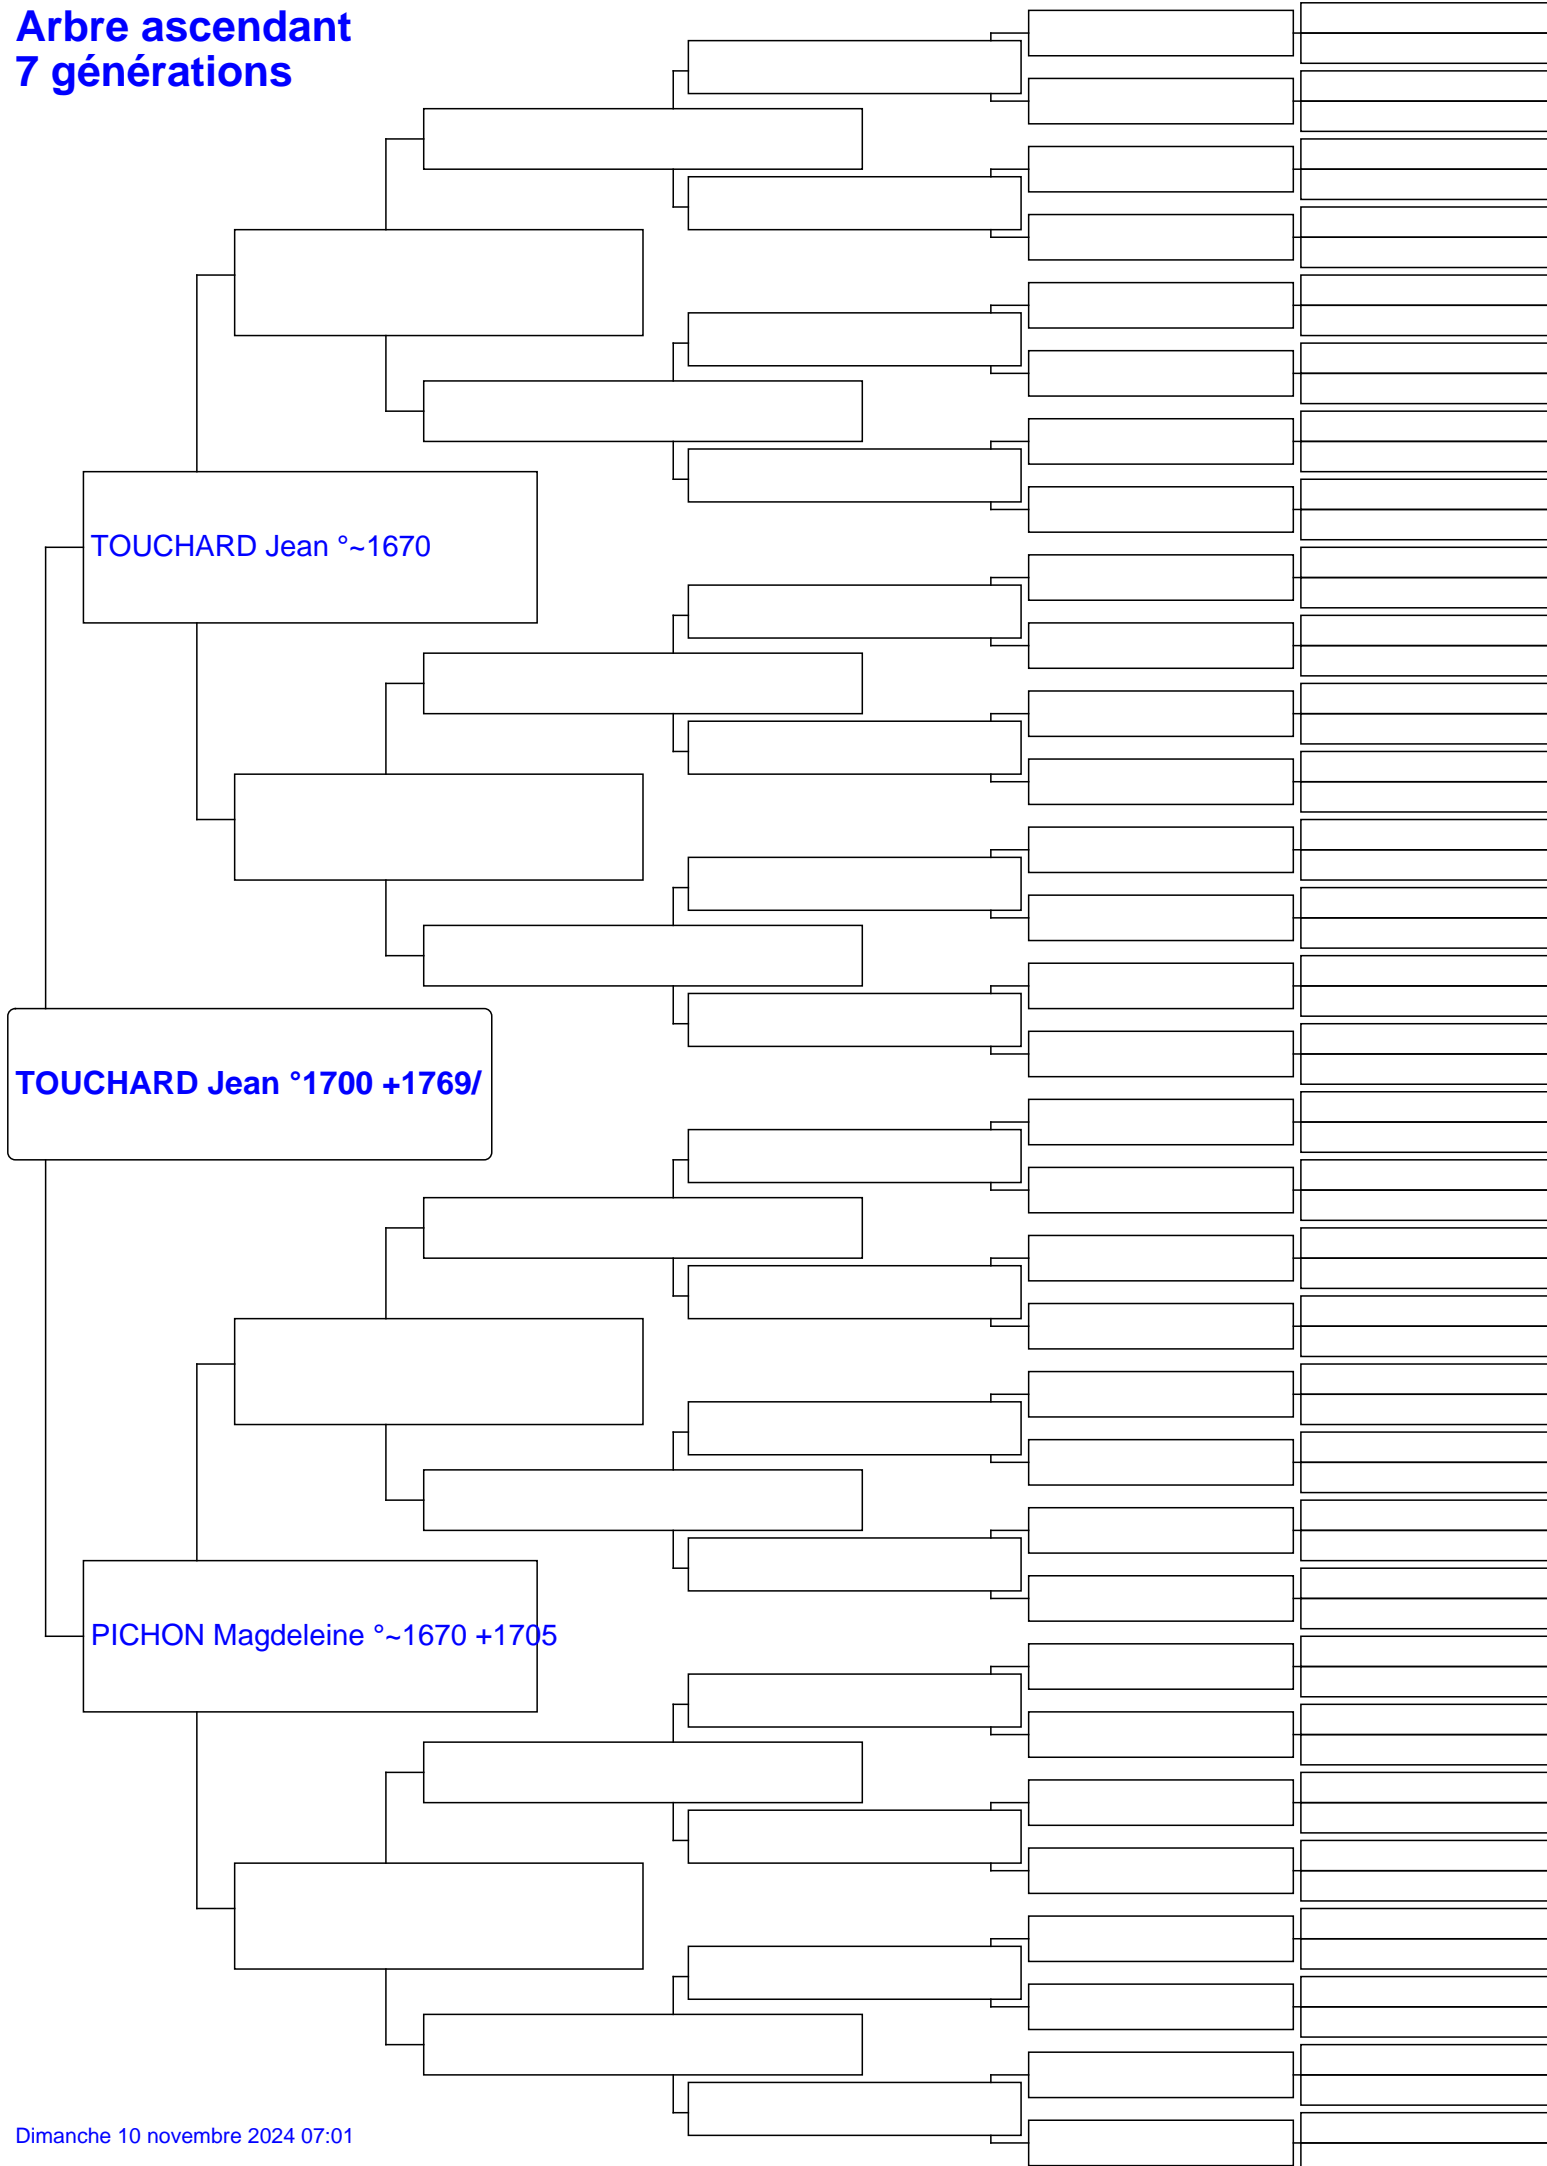 Arbre ascendant
7 générations
TOUCHARD Jean °~1670
TOUCHARD Jean °1700 +1769/
PICHON Magdeleine °~1670 +1705
Dimanche 10 novembre 2024 07:01